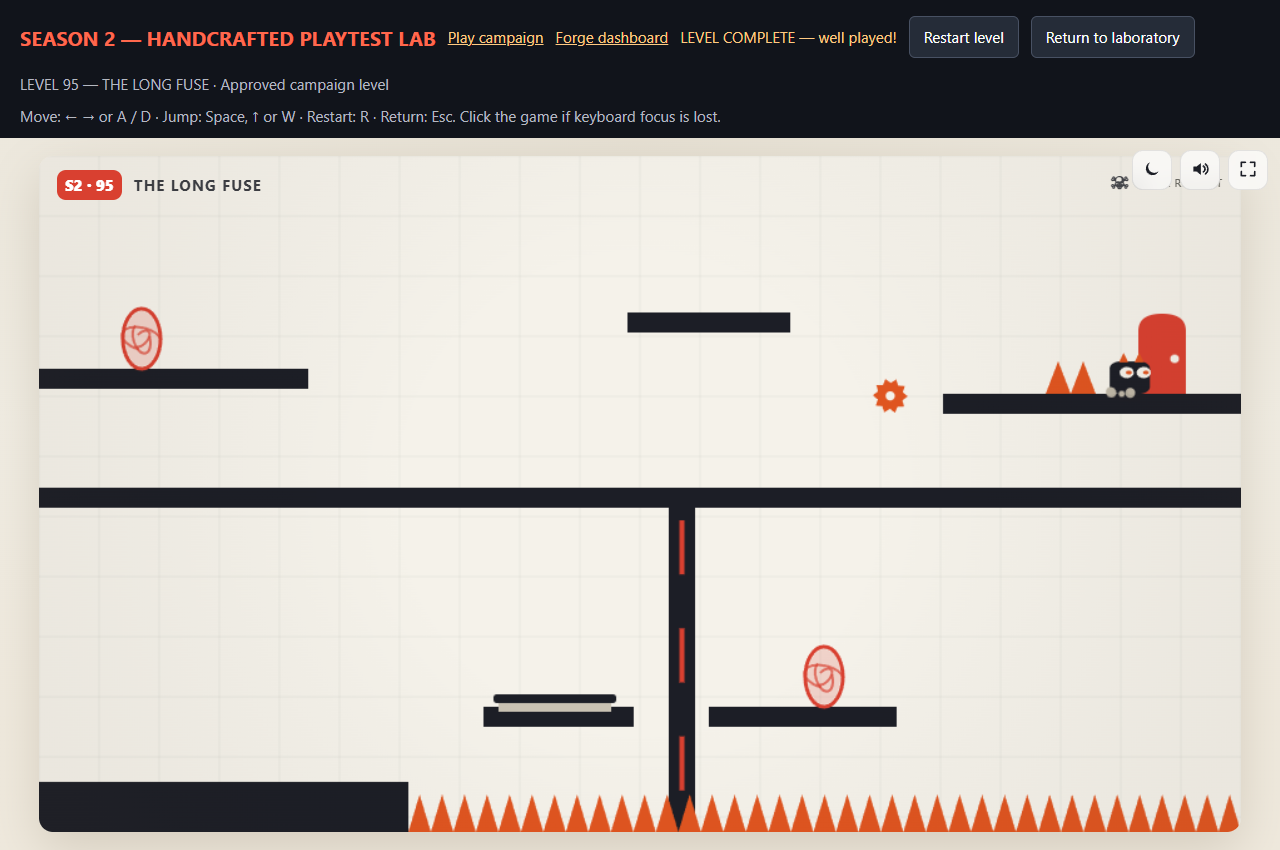 SEASON 2 — HANDCRAFTED PLAYTEST LAB Play campaign Forge dashboard LEVEL COMPLETE — well played! Restart level Return to laboratory
LEVEL 95 — THE LONG FUSE · Approved campaign level
Move: ← → or A / D · Jump: Space, ↑ or W · Restart: R · Return: Esc. Click the game if keyboard focus is lost.
S2 · 95 THE LONG FUSE